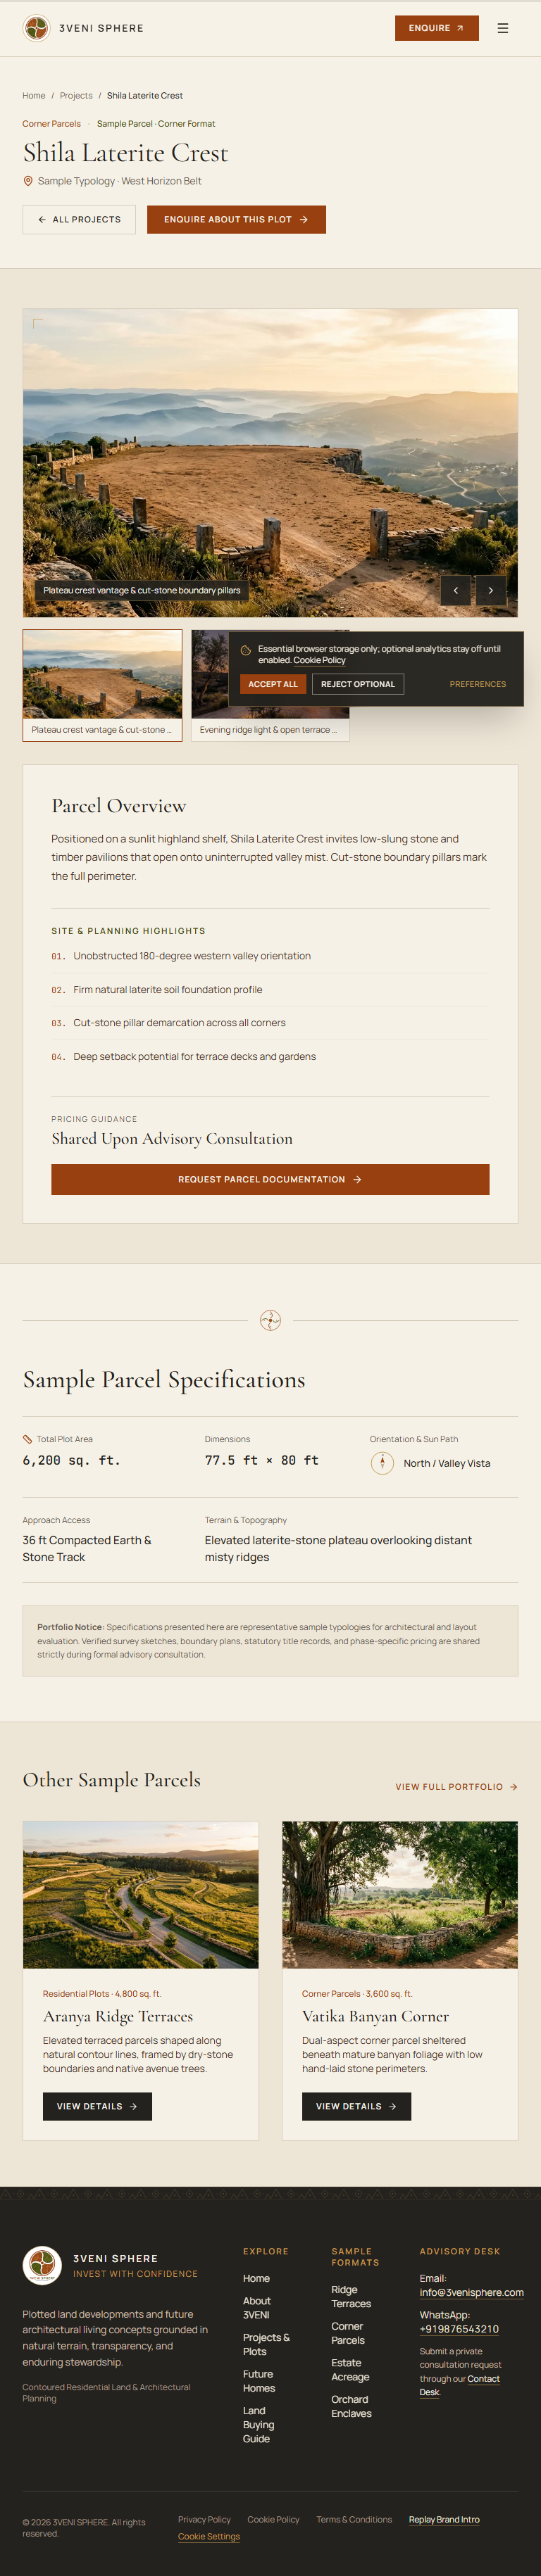 3VENI SPHERE
ENQUIRE
Home / Projects / Shila Laterite Crest
Corner Parcels · Sample Parcel · Corner Format
Shila Laterite Crest
Sample Typology · West Horizon Belt
ALL PROJECTS
ENQUIRE ABOUT THIS PLOT
Plateau crest vantage & cut-stone boundary pillars
Essential browser storage only; optional analytics stay off until
enabled. Cookie Policy
ACCEPT ALL
REJECT OPTIONAL
PREFERENCES
Plateau crest vantage & cut-stone ...
Evening ridge light & open terrace ...
Parcel Overview
Positioned on a sunlit highland shelf, Shila Laterite Crest invites low-slung stone and
timber pavilions that open onto uninterrupted valley mist. Cut-stone boundary pillars mark
the full perimeter.
SITE & PLANNING HIGHLIGHTS
01. Unobstructed 180-degree western valley orientation
02. Firm natural laterite soil foundation profile
03. Cut-stone pillar demarcation across all corners
04. Deep setback potential for terrace decks and gardens
PRICING GUIDANCE
Shared Upon Advisory Consultation
REQUEST PARCEL DOCUMENTATION
Sample Parcel Specifications
Total Plot Area
6,200 sq. ft.
Dimensions
77.5 ft × 80 ft
Orientation & Sun Path
North / Valley Vista
Approach Access
36 ft Compacted Earth &
Stone Track
Terrain & Topography
Elevated laterite-stone plateau overlooking distant
misty ridges
Portfolio Notice: Specifications presented here are representative sample typologies for architectural and layout
evaluation. Verified survey sketches, boundary plans, statutory title records, and phase-specific pricing are shared
strictly during formal advisory consultation.
Other Sample Parcels
VIEW FULL PORTFOLIO
Residential Plots · 4,800 sq. ft.
Aranya Ridge Terraces
Elevated terraced parcels shaped along
natural contour lines, framed by dry-stone
boundaries and native avenue trees.
VIEW DETAILS
Corner Parcels · 3,600 sq. ft.
Vatika Banyan Corner
Dual-aspect corner parcel sheltered
beneath mature banyan foliage with low
hand-laid stone perimeters.
VIEW DETAILS
3VENI SPHERE
INVEST WITH CONFIDENCE
Plotted land developments and future
architectural living concepts grounded in
natural terrain, transparency, and
enduring stewardship.
Contoured Residential Land & Architectural
Planning
EXPLORE
Home
About
3VENI
Projects &
Plots
Future
Homes
Land
Buying
Guide
SAMPLE
FORMATS
Ridge
Terraces
Corner
Parcels
Estate
Acreage
Orchard
Enclaves
ADVISORY DESK
Email:
info@3venisphere.com
WhatsApp:
+919876543210
Submit a private
consultation request
through our Contact
Desk.
© 2026 3VENI SPHERE. All rights
reserved.
Privacy Policy
Cookie Policy
Terms & Conditions
Replay Brand Intro
Cookie Settings